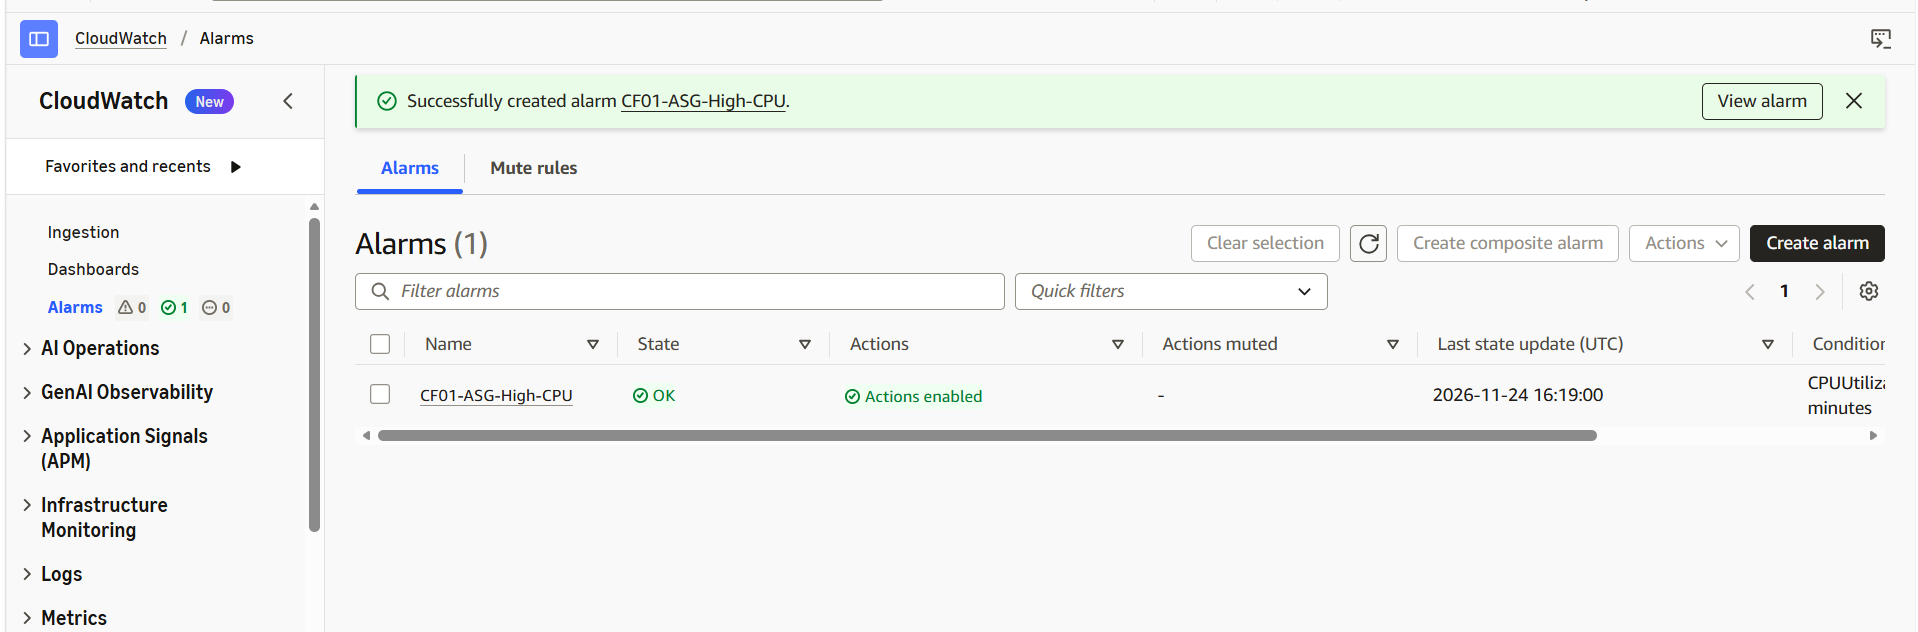 CloudWatch / Alarms
CloudWatch New
Favorites and recents
Ingestion
Dashboards
Alarms 0 1 0
AI Operations
GenAI Observability
Application Signals
(APM)
Infrastructure
Monitoring
Logs
Metrics
Successfully created alarm CF01-ASG-High-CPU.
View alarm
Alarms Mute rules
Alarms (1)
Clear selection
Create composite alarm
Actions
Create alarm
Filter alarms
Quick filters
1
Name State Actions Actions muted Last state update (UTC)
CF01-ASG-High-CPU OK Actions enabled - 2026-11-24 16:19:00
minutes